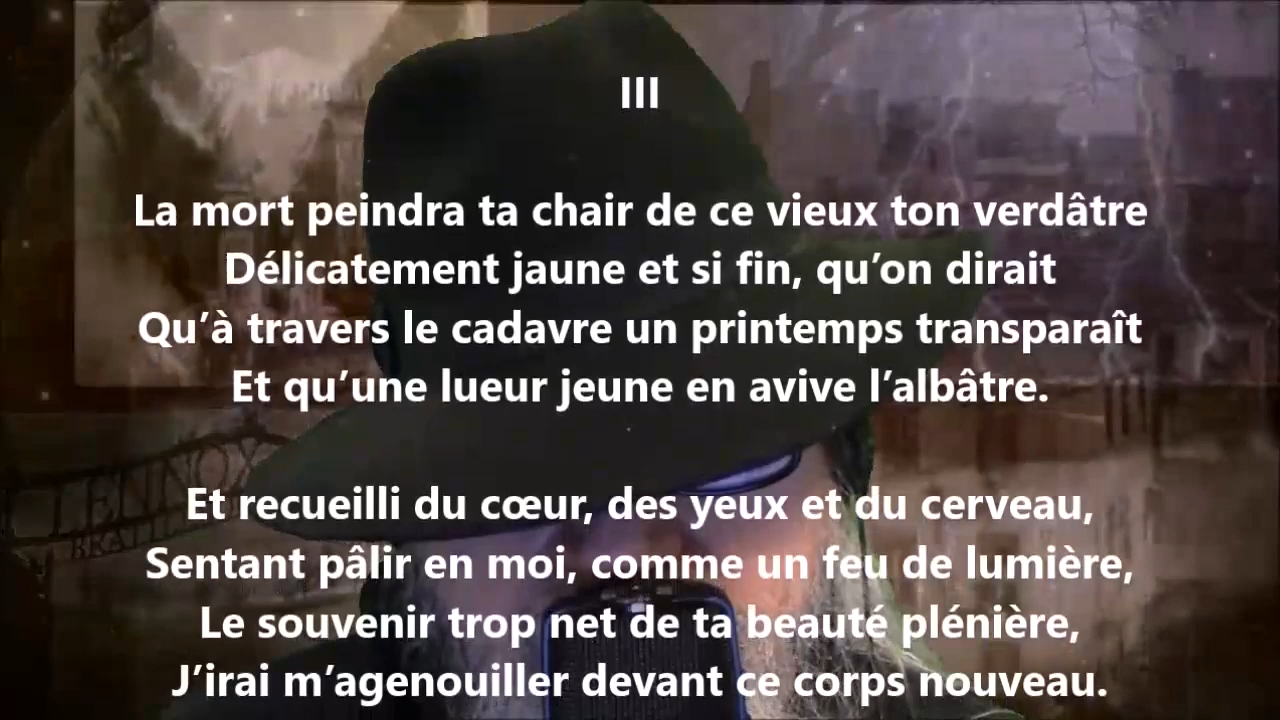 III
La mort peindra ta chair de ce vieux ton verdâtre
Délicatement jaune et si fin, qu’on dirait
Qu’à travers le cadavre un printemps transparaît
Et qu’une lueur jeune en avive l’albâtre.
Et recueilli du cœur, des yeux et du cerveau,
Sentant pâlir en moi, comme un feu de lumière,
Le souvenir trop net de ta beauté plénière,
J’irai m’agenouiller devant ce corps nouveau.